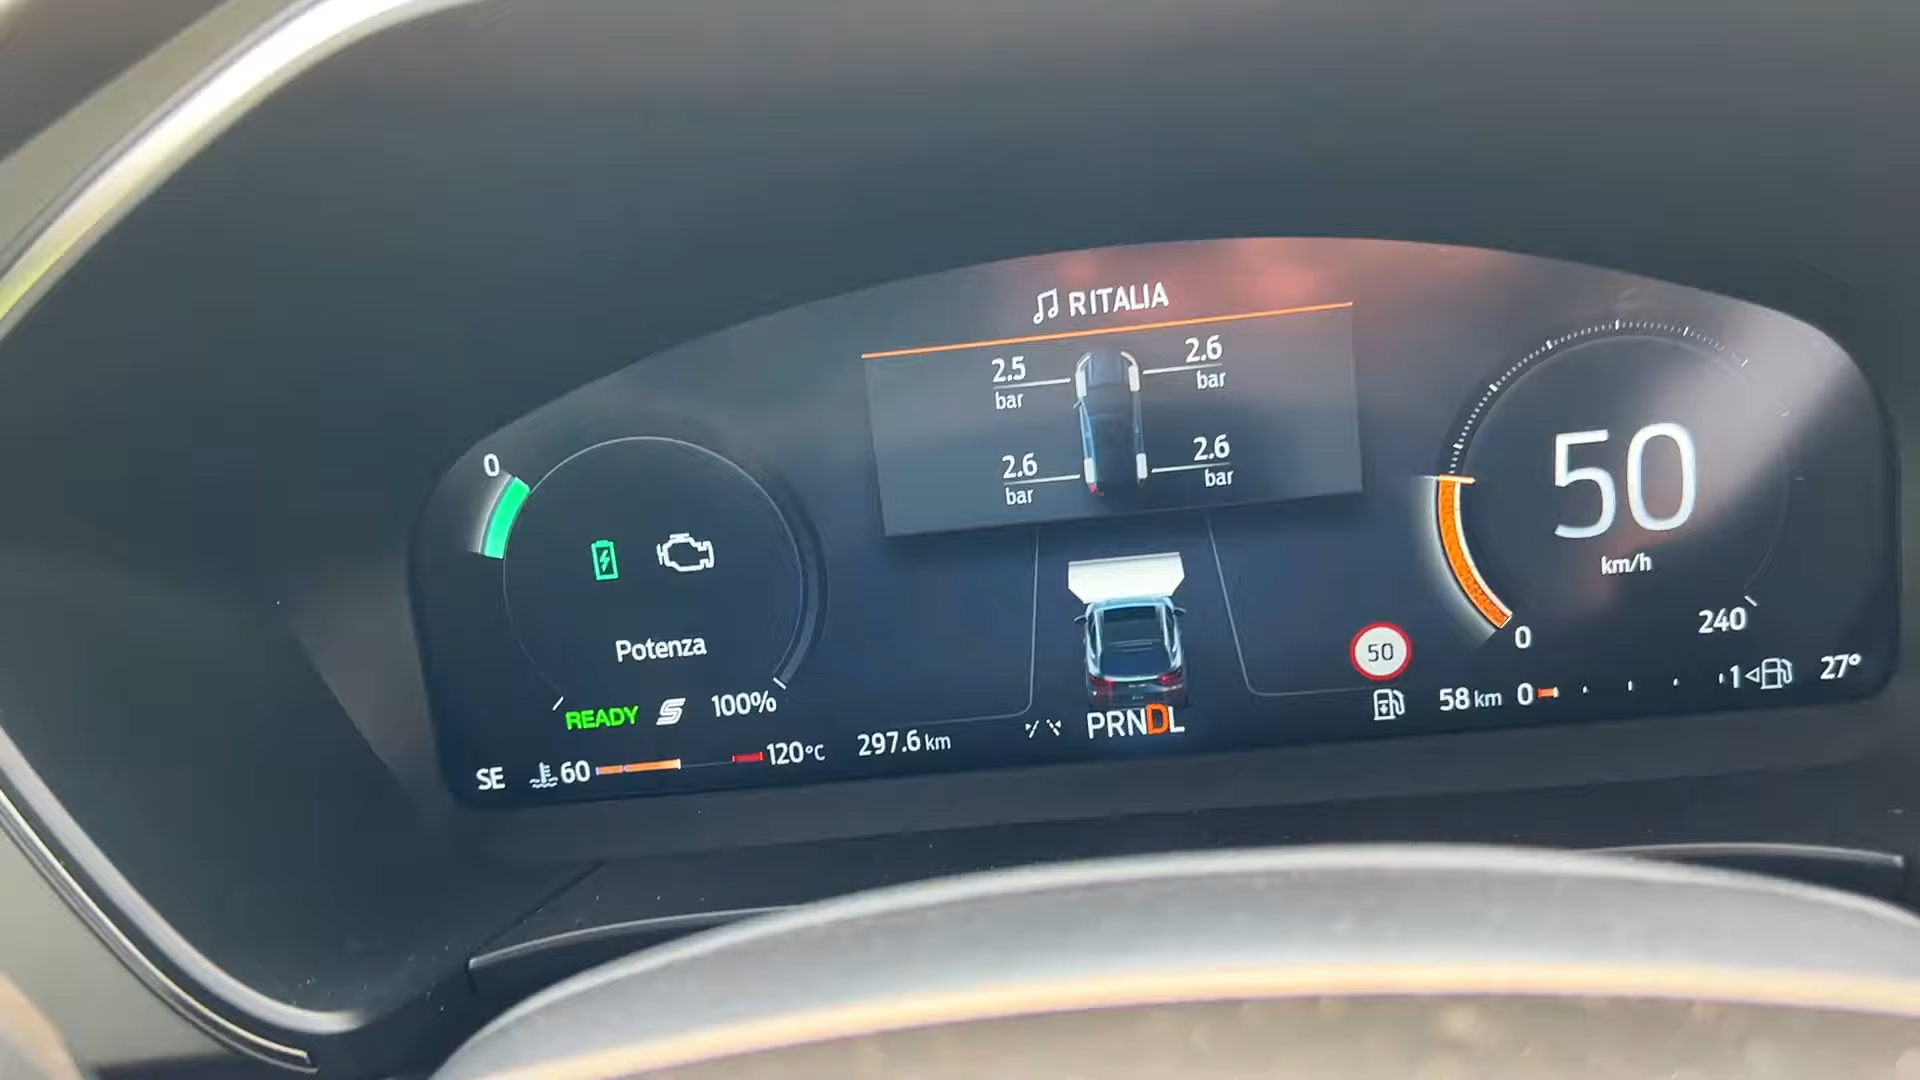 RITALIA
2.5
bar
2.6
bar
2.6
bar
2.6
bar
0
Potenza
READY
100%
SE
60
120°C
297.6 km
PRNDL
50
50
km/h
0
240
58 km
0
1
27°